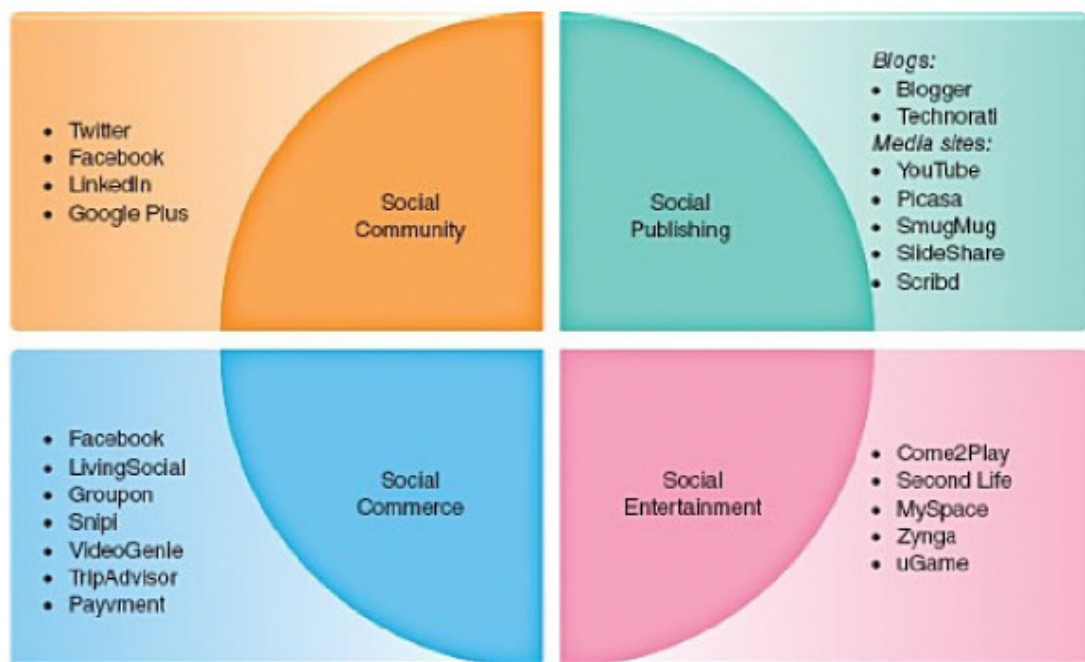 • Twitter
• Facebook
• LinkedIn
• Google Plus
Social
Community
Social
Publishing
Blogs:
• Blogger
• Technorati
Media sites:
• YouTube
• Picasa
• SmugMug
• SlideShare
• Scribd
• Facebook
• LivingSocial
• Groupon
• Snipi
• VideoGenie
• TripAdvisor
• Payvment
Social
Commerce
Social
Entertainment
• Come2Play
• Second Life
• MySpace
• Zynga
• uGame